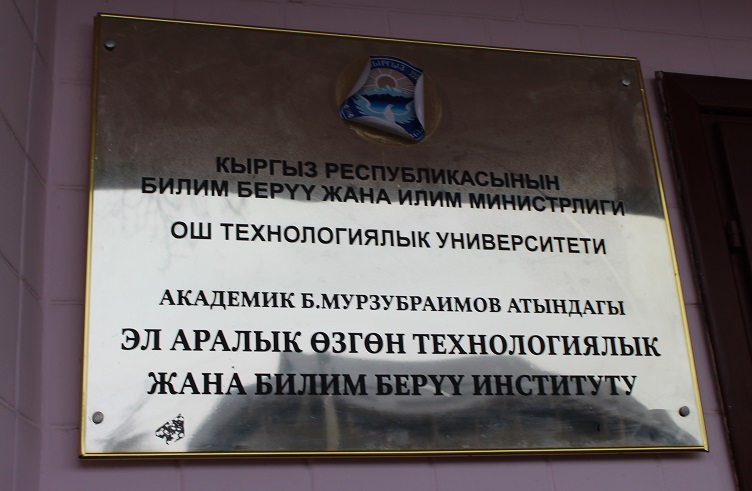 КЫРГЫЗ РЕСПУБЛИКАСЫНЫН
БИЛИМ БЕРҮҮ ЖАНА ИЛИМ МИНИСТРЛИГИ
ОШ ТЕХНОЛОГИЯЛЫК УНИВЕРСИТЕТИ
АКАДЕМИК Б.МУРЗУБРАИМОВ АТЫНДАГЫ
ЭЛ АРАЛЫК ӨЗГӨН ТЕХНОЛОГИЯЛЫК
ЖАНА БИЛИМ БЕРҮҮ ИНСТИТУТУ